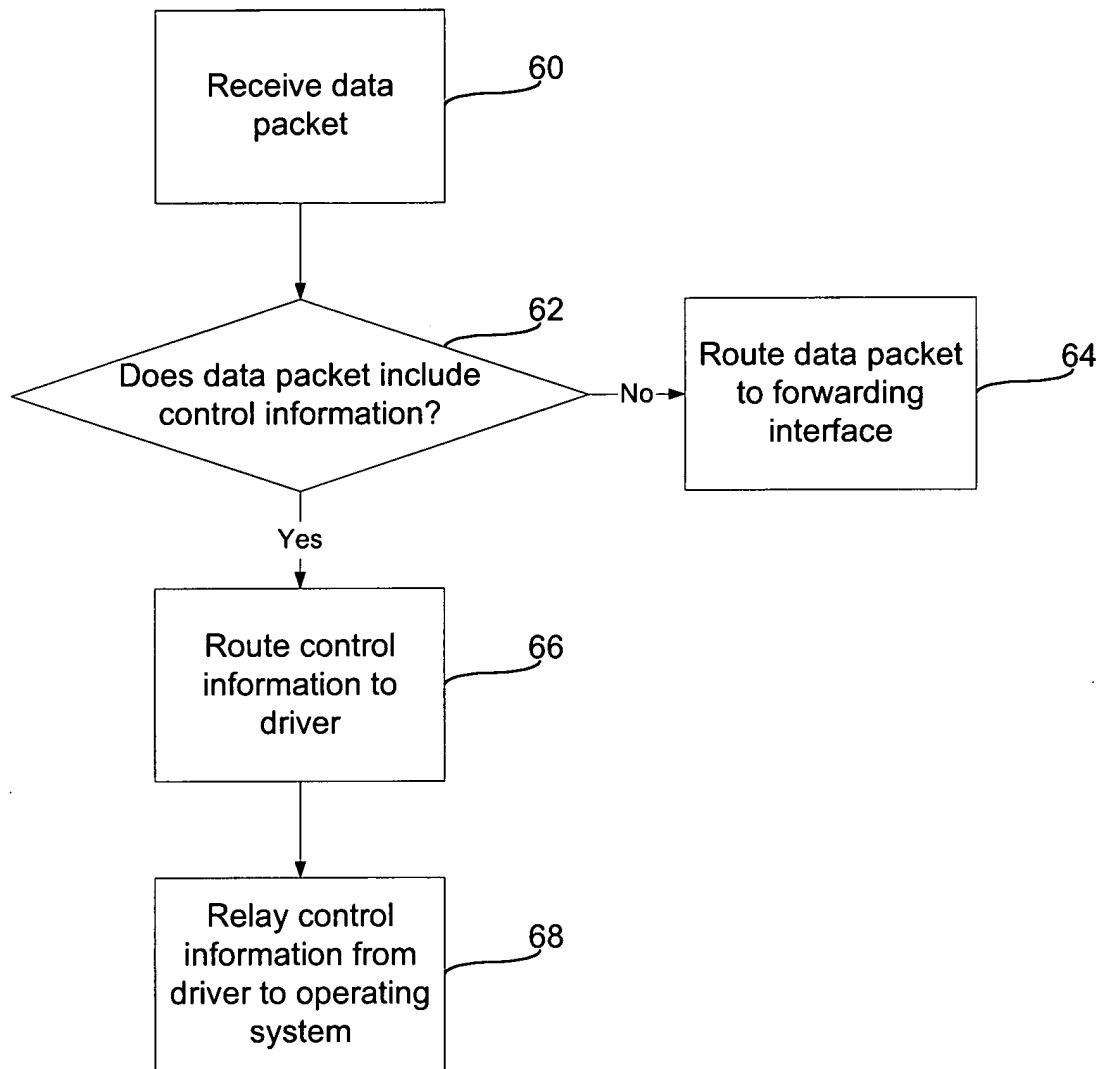 Receive data
packet
60
62
Does data packet include
control information?
No
Route data packet
to forwarding
interface
64
Yes
Route control
information to
driver
66
Relay control
information from
driver to operating
system
68